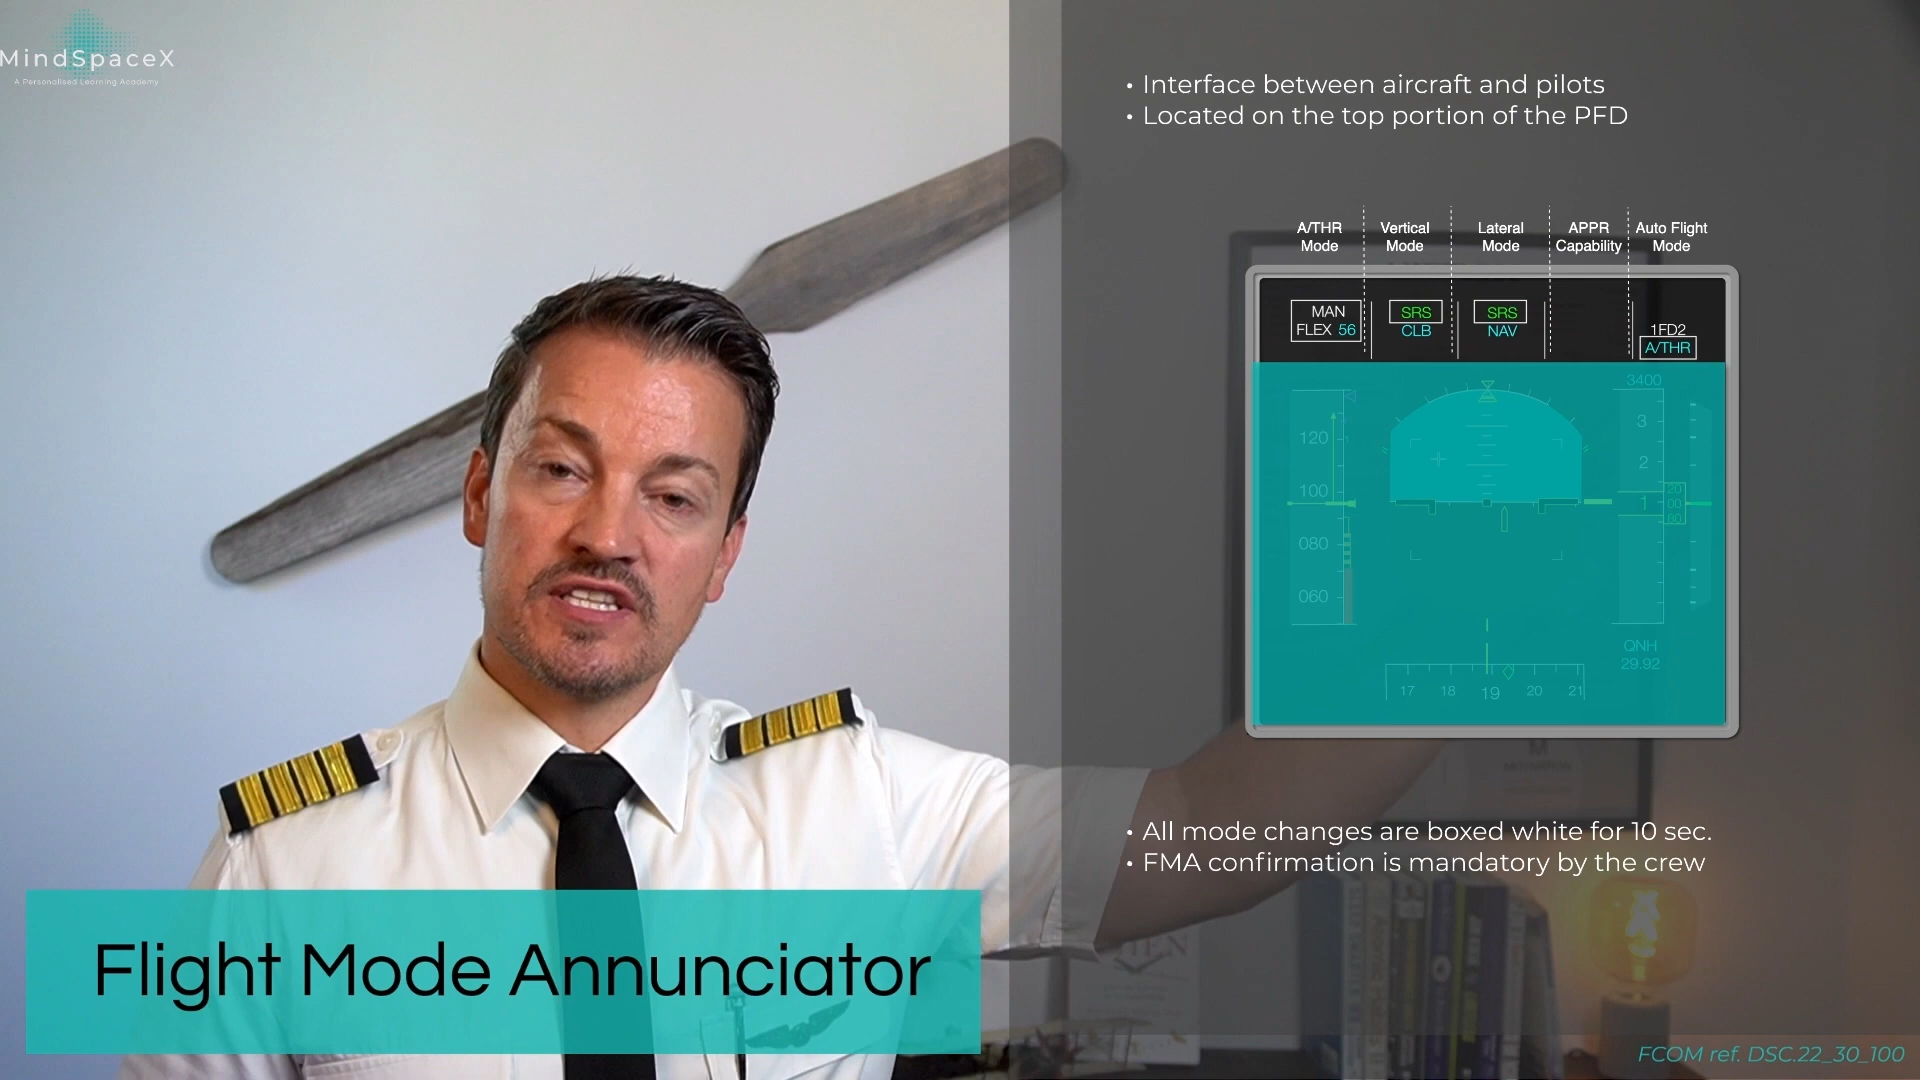 MindSpaceX
A Personalised Learning Academy
• Interface between aircraft and pilots
• Located on the top portion of the PFD
A/THR Mode
Vertical Mode
Lateral Mode
APPR Capability
Auto Flight Mode
MAN
FLEX 56
SRS
CLB
SRS
NAV
1FD2
A/THR
3400
120
100
080
060
3
2
1
20
00
80
QNH
29.92
17 18 19 20 21
• All mode changes are boxed white for 10 sec.
• FMA confirmation is mandatory by the crew
Flight Mode Annunciator
FCOM ref. DSC.22_30_100